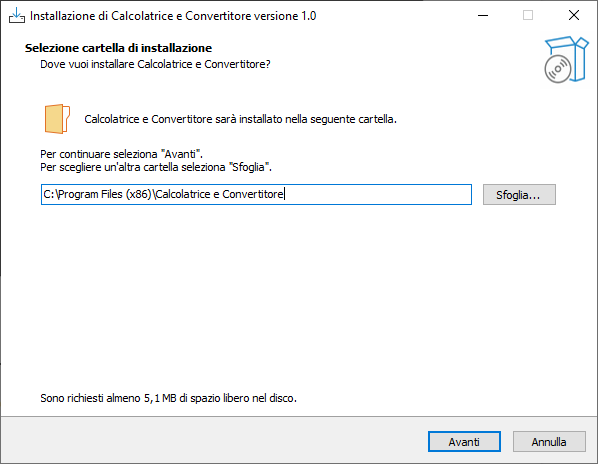 Installazione di Calcolatrice e Convertitore versione 1.0
Selezione cartella di installazione
Dove vuoi installare Calcolatrice e Convertitore?
Calcolatrice e Convertitore sarà installato nella seguente cartella.
Per continuare seleziona "Avanti".
Per scegliere un'altra cartella seleziona "Sfoglia".
C:\Program Files (x86)\Calcolatrice e Convertitore
Sfoglia...
Sono richiesti almeno 5,1 MB di spazio libero nel disco.
Avanti
Annulla